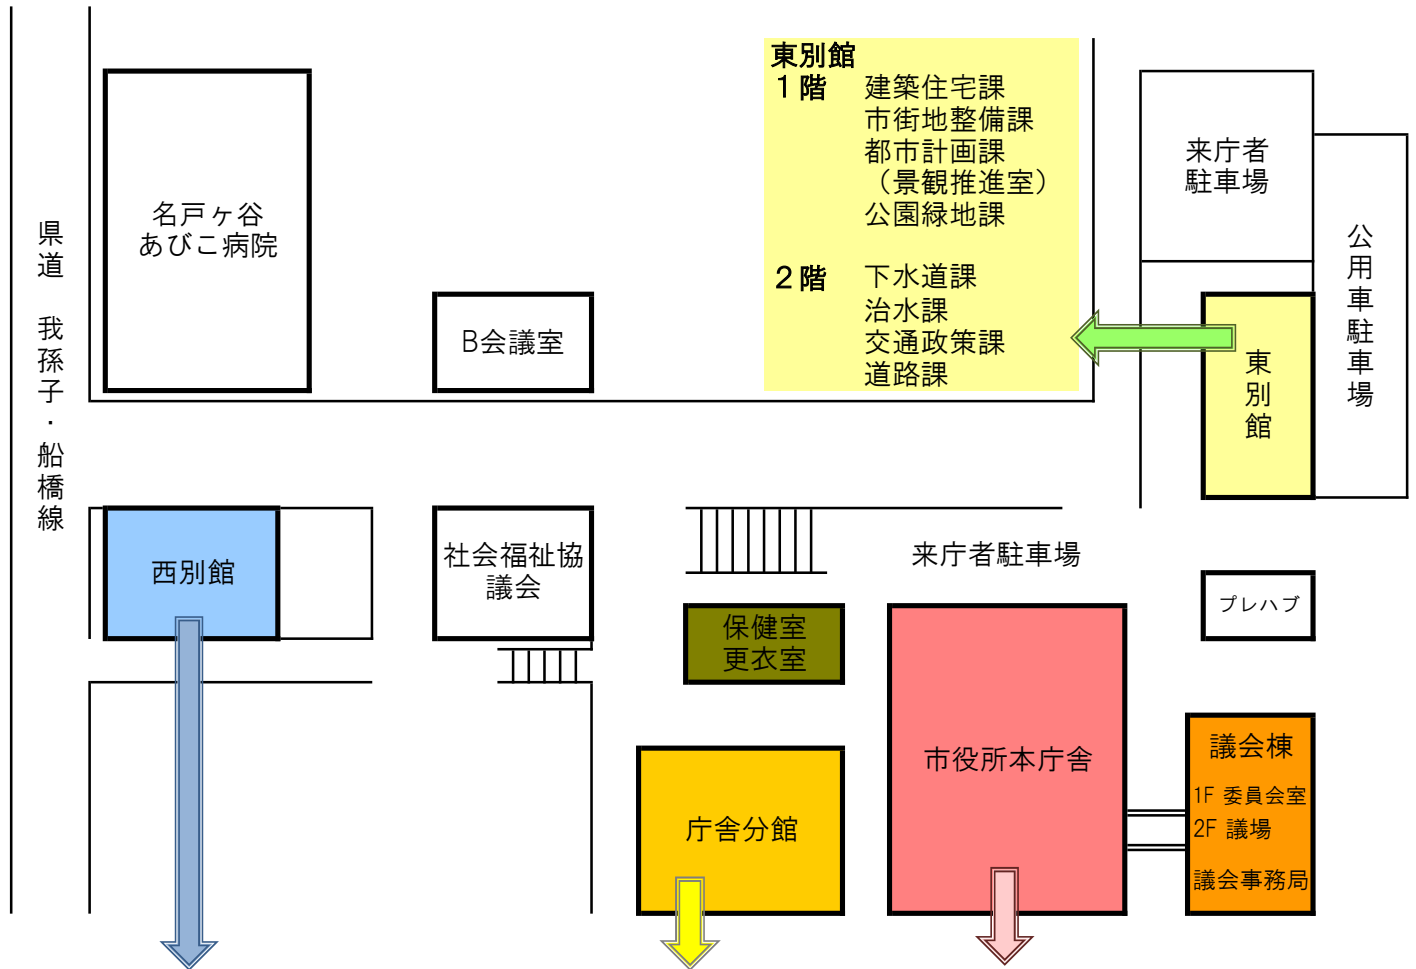 東別館
1階 建築住宅課
市街地整備課
都市計画課
（景観推進室）
公園緑地課
2階 下水道課
治水課
交通政策課
道路課
来庁者
駐車場
公用車駐車場
東別館
名戸ヶ谷
あびこ病院
B会議室
県道 我孫子・船橋線
西別館
社会福祉協
議会
来庁者駐車場
プレハブ
保健室
更衣室
市役所本庁舎
庁舎分館
議会棟
1F 委員会室
2F 議場
議会事務局